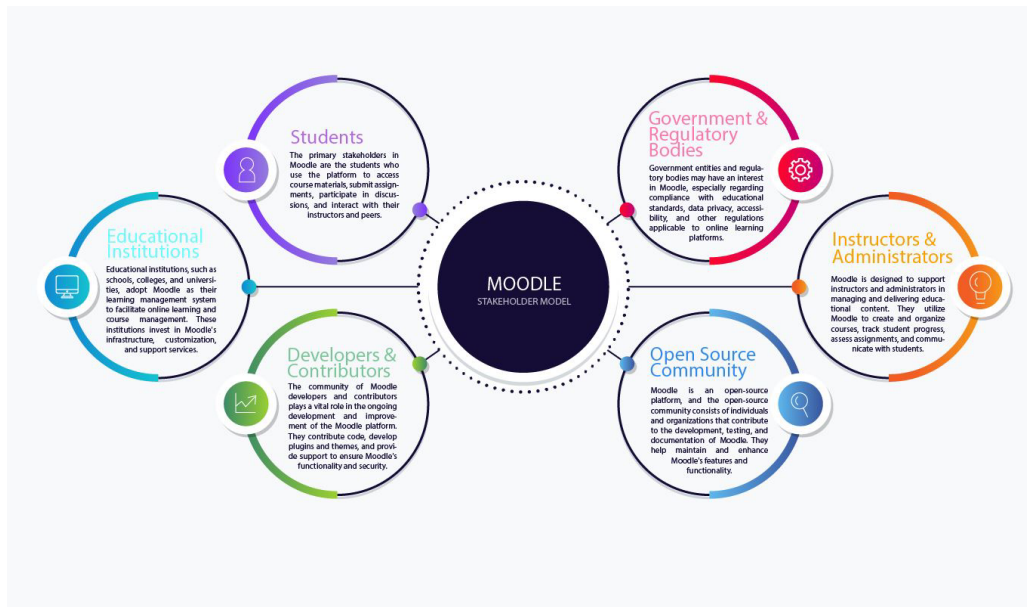 Students
The primary stakeholders in
Moodle are the students who
use the platform to access
course materials, submit assign-
ments, participate in discus-
sions, and interact with their
instructors and peers.
Government &
Regulatory
Bodies
Government entities and regula-
tory bodies may have an interest
in Moodle, especially regarding
compliance with educational
standards, data privacy, accessi-
bility, and other regulations
applicable to online learning
platforms.
Educational
Institutions
Educational institutions, such as
schools, colleges, and universi-
ties, adopt Moodle as their
learning management system
to facilitate online learning and
course management. These
institutions invest in Moodle's
infrastructure, customization,
and support services.
MOODLE
STAKEHOLDER MODEL
Instructors &
Administrators
Moodle is designed to support
instructors and administrators in
managing and delivering educa-
tional content. They utilize
Moodle to create and organize
courses, track student progress,
assess assignments, and commu-
nicate with students.
Developers &
Contributors
The community of Moodle
developers and contributors
plays a vital role in the ongoing
development and improve-
ment of the Moodle platform.
They contribute code, develop
plugins and themes, and provi-
de support to ensure Moodle's
functionality and security.
Open Source
Community
Moodle is an open-source
platform, and the open-source
community consists of individuals
and organizations that contribute
to the development, testing, and
documentation of Moodle. They
help maintain and enhance
Moodle's features and
functionality.